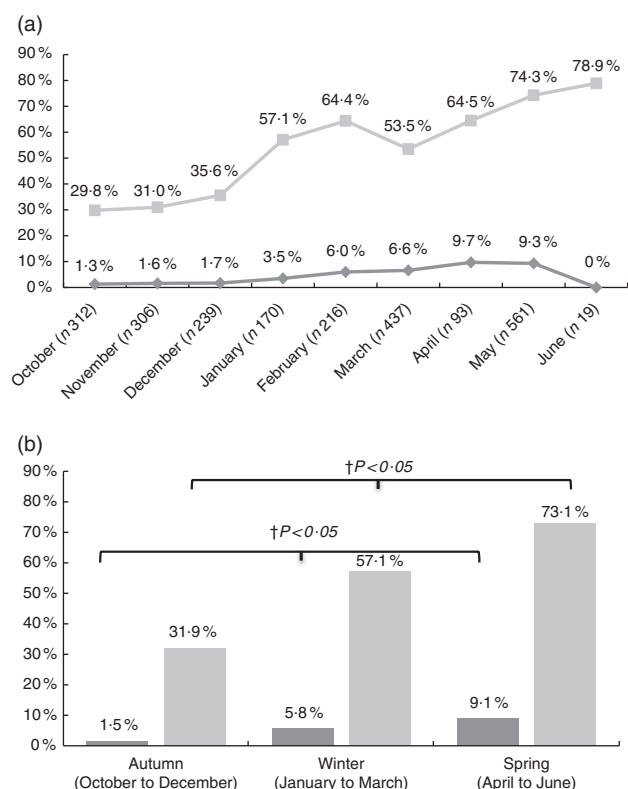 (a)
90 %
80 %
70 %
60 %
50 %
40 %
30 %
20 %
10 %
0 %
29·8 %
31·0 %
35·6 %
57·1 %
64·4 %
53·5 %
64·5 %
74·3 %
78·9 %
1·3 %
1·6 %
1·7 %
3·5 %
6·0 %
6·6 %
9·7 %
9·3 %
0 %
October (n 312)
November (n 306)
December (n 239)
January (n 170)
February (n 216)
March (n 437)
April (n 93)
May (n 561)
June (n 19)
(b)
90 %
80 %
70 %
60 %
50 %
40 %
30 %
20 %
10 %
0 %
†P<0·05
†P<0·05
1·5 %
31·9 %
5·8 %
57·1 %
9·1 %
73·1 %
Autumn
(October to December)
Winter
(January to March)
Spring
(April to June)